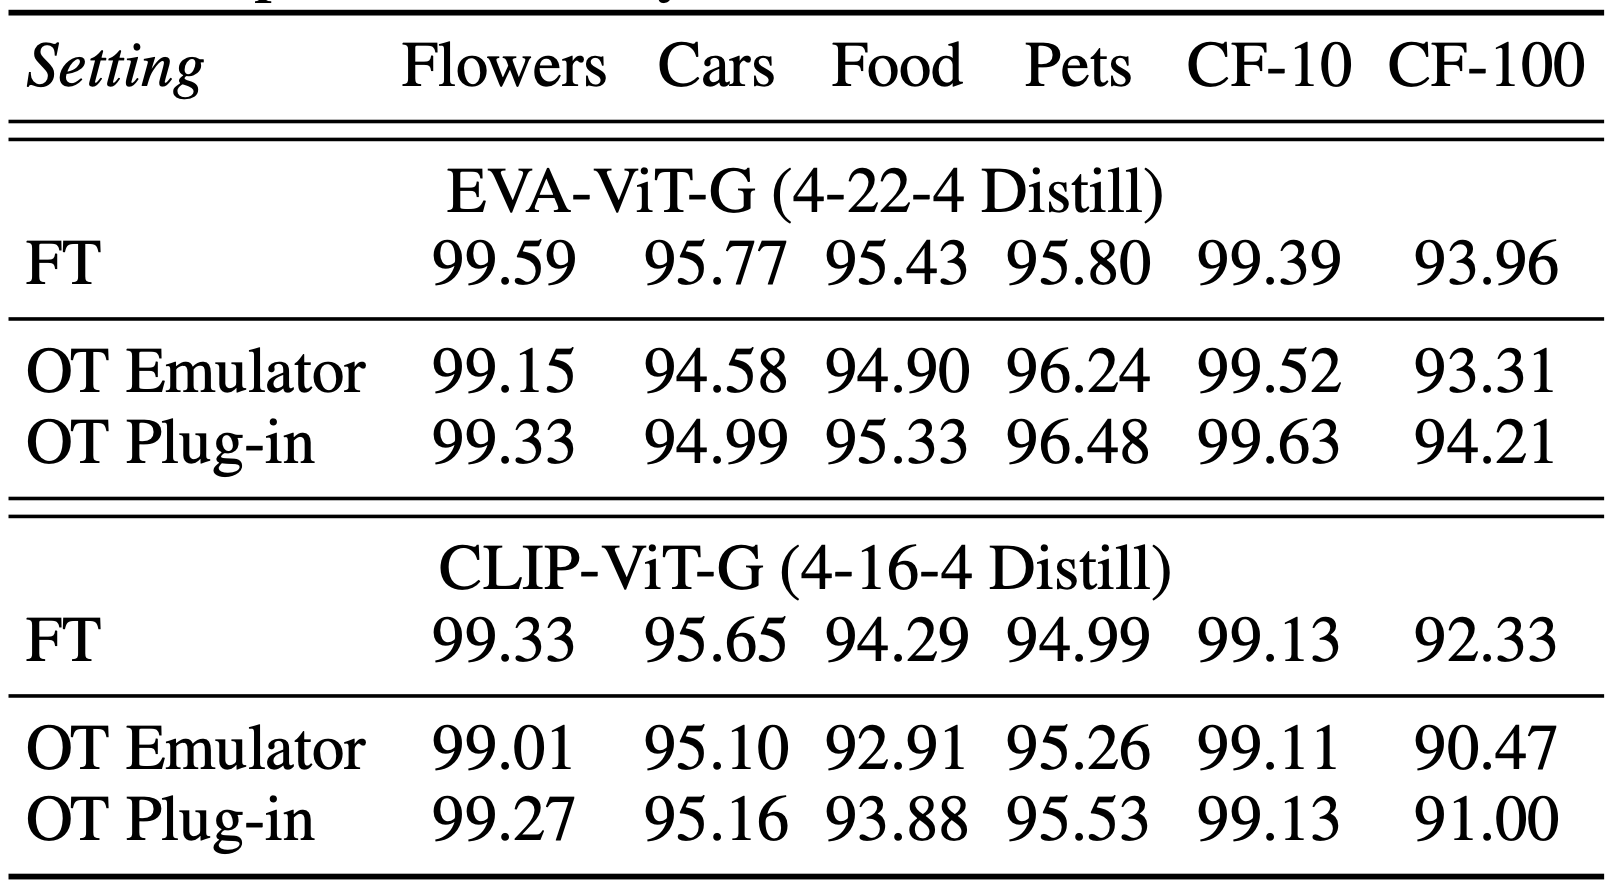 Setting Flowers Cars Food Pets CF-10 CF-100
EVA-ViT-G (4-22-4 Distill)
FT 99.59 95.77 95.43 95.80 99.39 93.96
OT Emulator 99.15 94.58 94.90 96.24 99.52 93.31
OT Plug-in 99.33 94.99 95.33 96.48 99.63 94.21
CLIP-ViT-G (4-16-4 Distill)
FT 99.33 95.65 94.29 94.99 99.13 92.33
OT Emulator 99.01 95.10 92.91 95.26 99.11 90.47
OT Plug-in 99.27 95.16 93.88 95.53 99.13 91.00